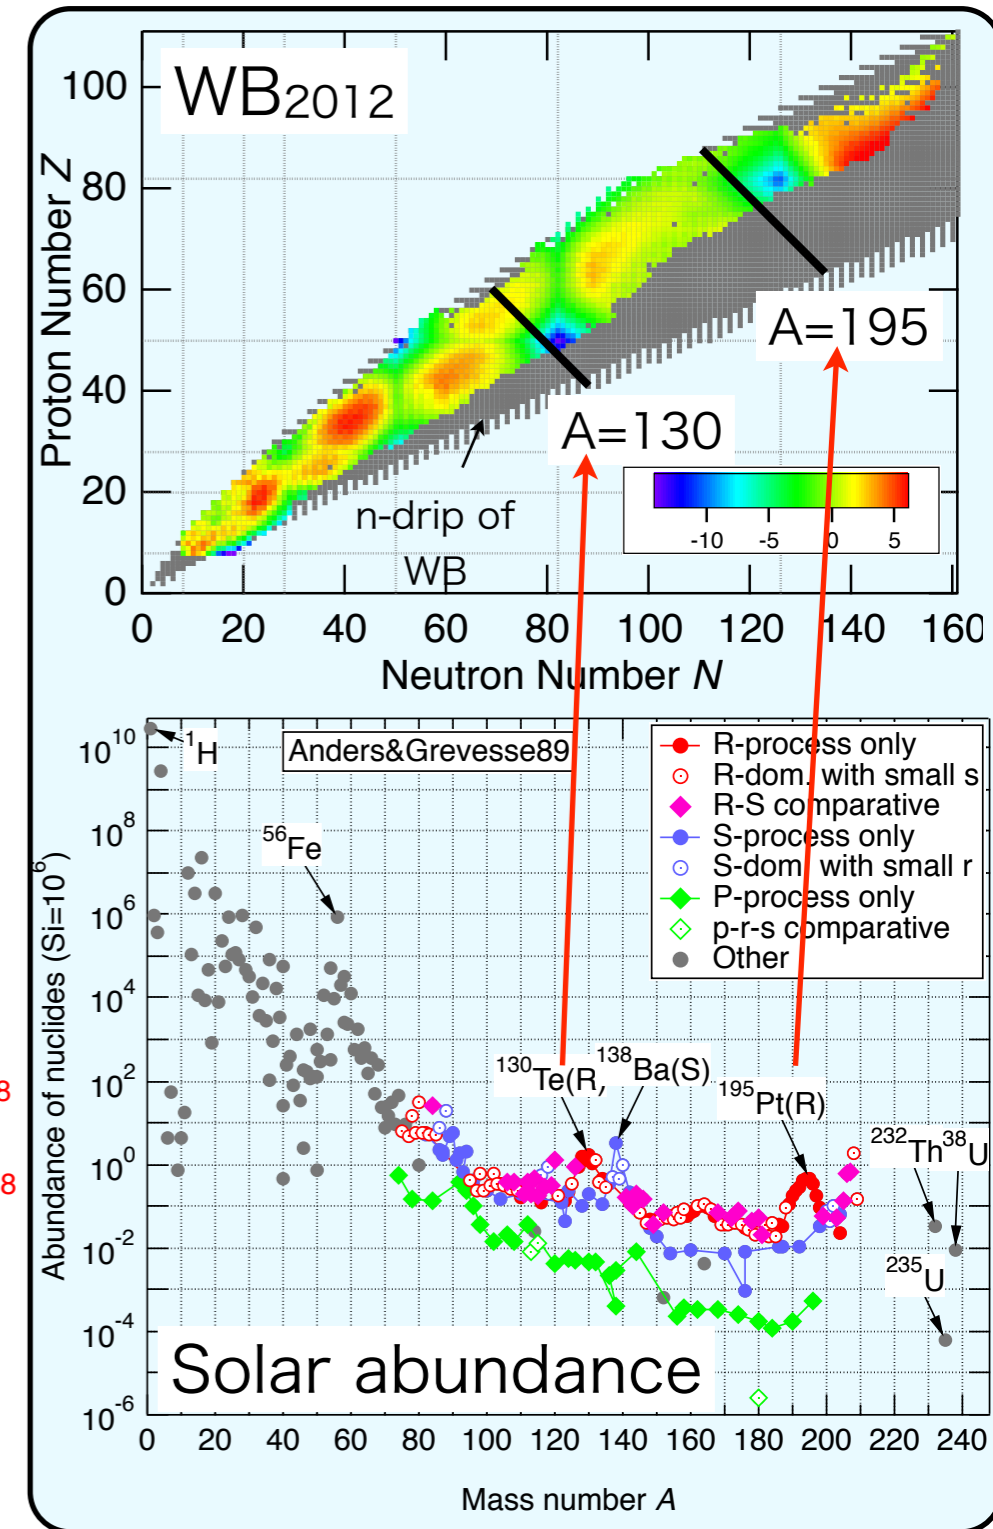 WB2012
Proton Number Z
100
80
60
40
20
0
A=195
A=130
n-drip of
WB
-10 -5 0 5
0 20 40 60 80 100 120 140 160
Neutron Number N
Abundance of nuclides (Si=10^6)
10^10
10^8
10^6
10^4
10^2
10^0
10^-2
10^-4
10^-6
^1H
Anders&Grevesse89
^56Fe
R-process only
R-dom. with small s
R-S comparative
S-process only
S-dom. with small r
P-process only
p-r-s comparative
Other
^130Te(R)
^138Ba(S)
^195Pt(R)
^232Th
^38U
^235U
Solar abundance
0 20 40 60 80 100 120 140 160 180 200 220 240
Mass number A
8
8